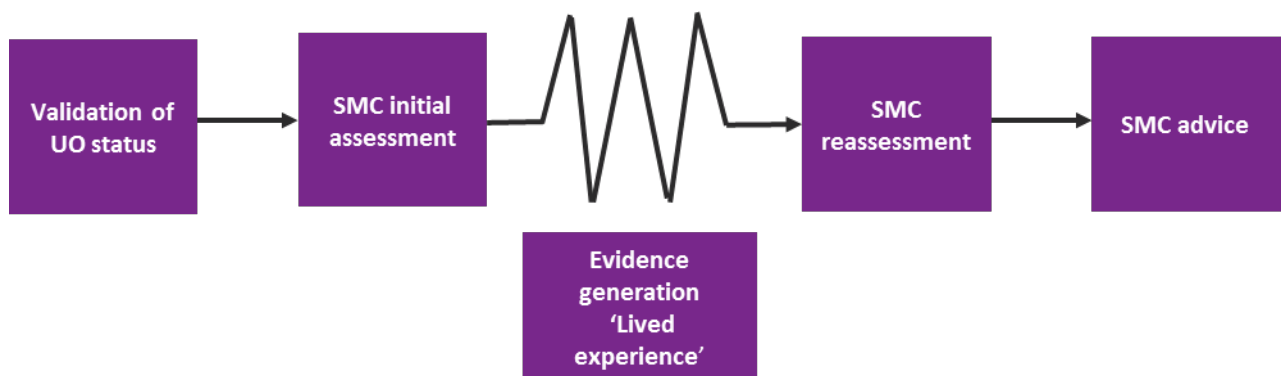 Validation of
UO status
SMC initial
assessment
Evidence
generation
‘Lived
experience’
SMC
reassessment
SMC advice